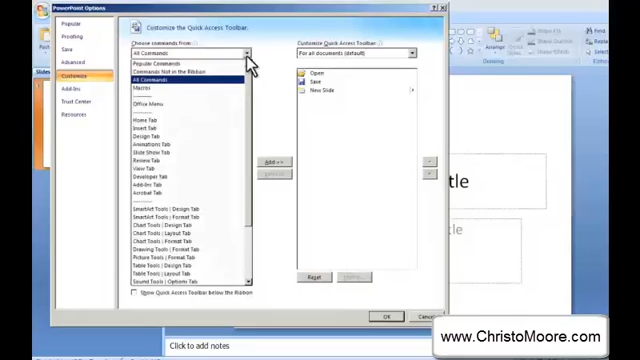 PowerPoint Options
Popular
Proofing
Save
Advanced
Customize
Add-Ins
Trust Center
Resources
Customize the Quick Access Toolbar.
Choose commands from:
All Commands
Popular Commands
Commands Not in the Ribbon
All Commands
Macros
Office Menu
Home Tab
Insert Tab
Design Tab
Animations Tab
Slide Show Tab
Review Tab
View Tab
Developer Tab
Add-Ins Tab
Acrobat Tab
SmartArt Tools | Design Tab
SmartArt Tools | Format Tab
Chart Tools | Design Tab
Chart Tools | Layout Tab
Chart Tools | Format Tab
Drawing Tools | Format Tab
Picture Tools | Format Tab
Table Tools | Design Tab
Table Tools | Layout Tab
Sound Tools | Options Tab
Show Quick Access Toolbar below the Ribbon
Add >>
Customize Quick Access Toolbar:
For all documents (default)
Open
Save
New Slide
Reset
OK
Cancel
Arrange
Slides
tle
title
Click to add notes
www.ChristoMoore.com